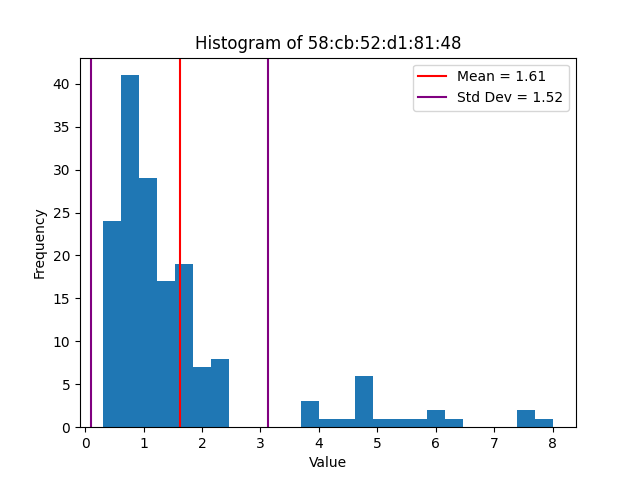 Histogram of 58:cb:52:d1:81:48
Mean = 1.61
Std Dev = 1.52
Frequency
40
35
30
25
20
15
10
5
0
0 1 2 3 4 5 6 7 8
Value